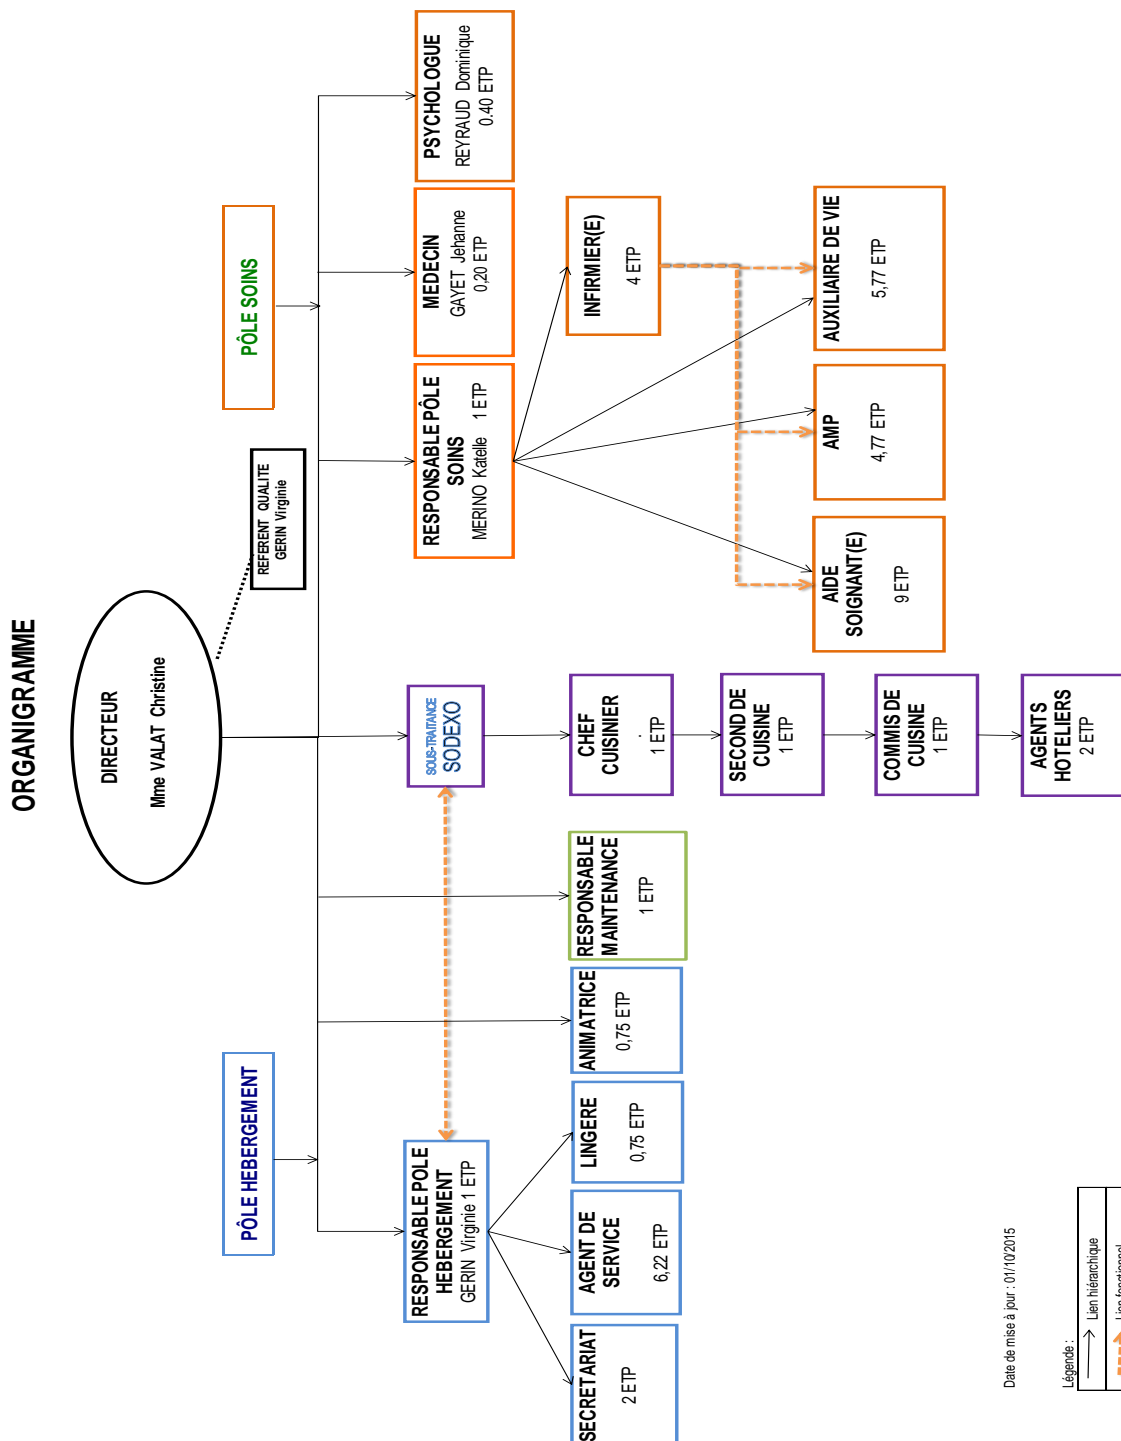 ORGANIGRAMME
DIRECTEUR
Mme VALAT Christine
REFERENT QUALITE
GERIN Virginie
PÔLE HEBERGEMENT
PÔLE SOINS
RESPONSABLE POLE
HEBERGEMENT
GERIN Virginie 1 ETP
SOUS-TRAITANCE
SODEXO
RESPONSABLE PÔLE
SOINS
MERINO Katelle 1 ETP
MEDECIN
GAYET Jehanne
0,20 ETP
PSYCHOLOGUE
REYRAUD Dominique
0.40 ETP
SECRETARIAT
2 ETP
AGENT DE
SERVICE
6,22 ETP
LINGERE
0,75 ETP
ANIMATRICE
0,75 ETP
RESPONSABLE
MAINTENANCE
1 ETP
CHEF
CUISINIER
.
1 ETP
INFIRMIER(E)
4 ETP
SECOND DE
CUISINE
1 ETP
COMMIS DE
CUISINE
1 ETP
AGENTS
HOTELIERS
2 ETP
AIDE
SOIGNANT(E)
9 ETP
AMP
4,77 ETP
AUXILIAIRE DE VIE
5,77 ETP
Date de mise à jour : 01/10/2015
Légende :
Lien hiérarchique
Lien fonctionnel